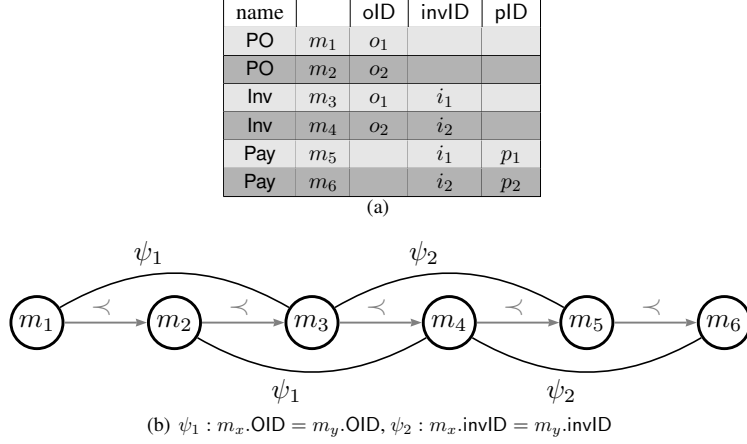 name oID invID pID
PO m₁ o₁
PO m₂ o₂
Inv m₃ o₁ i₁
Inv m₄ o₂ i₂
Pay m₅ i₁ p₁
Pay m₆ i₂ p₂
(a)
ψ₁ ψ₂
≺ ≺ ≺ ≺ ≺
m₁ m₂ m₃ m₄ m₅ m₆
ψ₁ ψ₂
(b) ψ₁ : mₓ.OID = m_y.OID, ψ₂ : mₓ.invID = m_y.invID